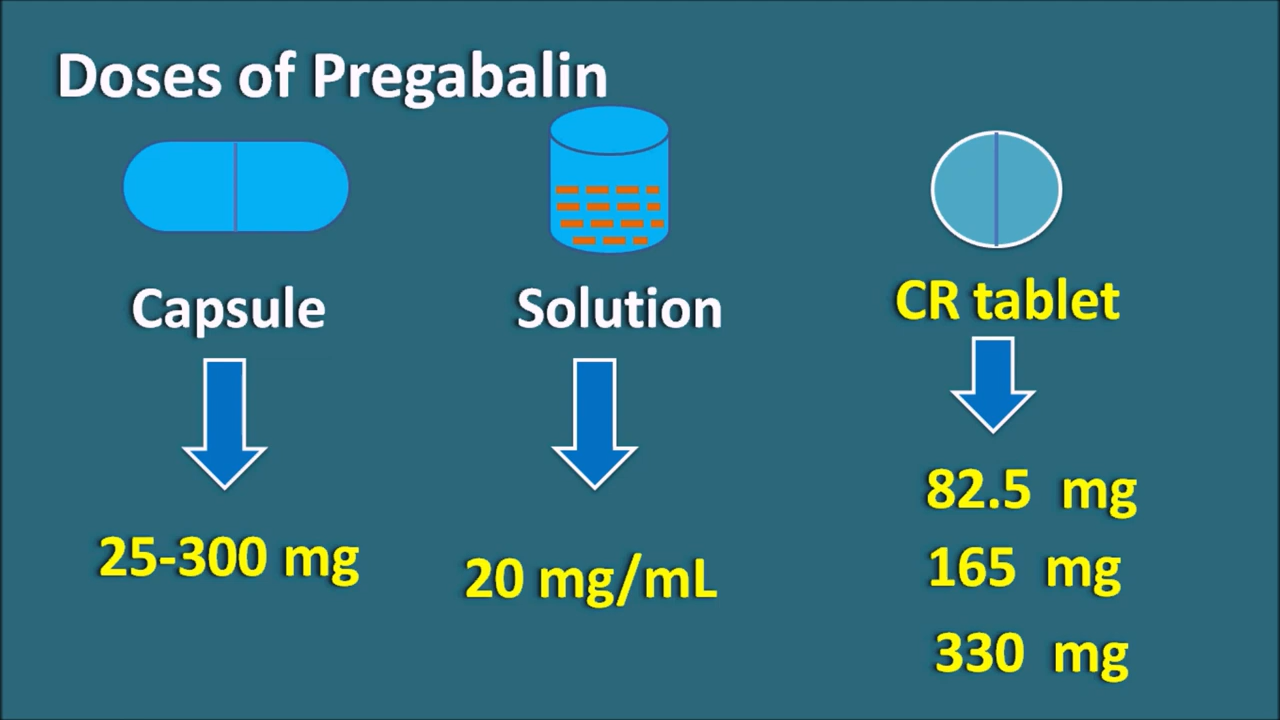 Doses of Pregabalin
Capsule
Solution
CR tablet
25-300 mg
20 mg/mL
82.5 mg
165 mg
330 mg